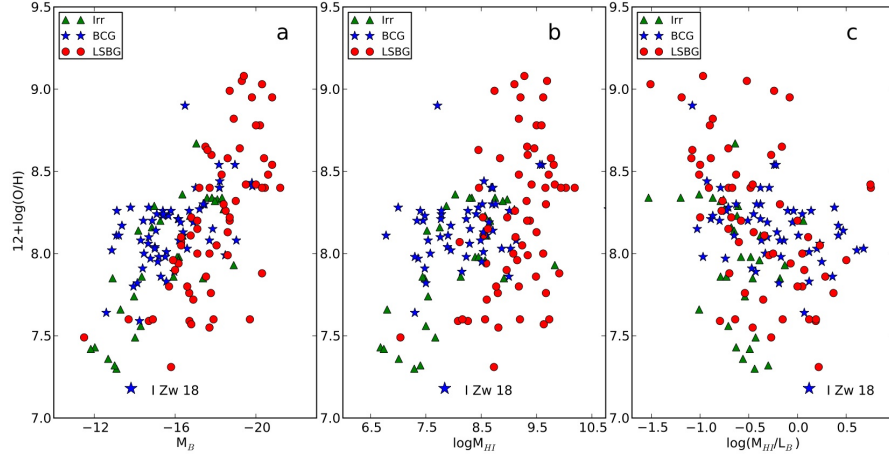 a
Irr
BCG
LSBG
b
Irr
BCG
LSBG
c
Irr
BCG
LSBG
9.5
9.0
8.5
8.0
7.5
7.0
12+log(O/H)
I Zw 18
−12 −14 −16 −18 −20
M_B
9.5
9.0
8.5
8.0
7.5
7.0
I Zw 18
6.5 7.5 8.5 9.5 10.5
logM_HI
9.5
9.0
8.5
8.0
7.5
7.0
I Zw 18
−1.5 −1.0 −0.5 0.0 0.5
log(M_HI/L_B)